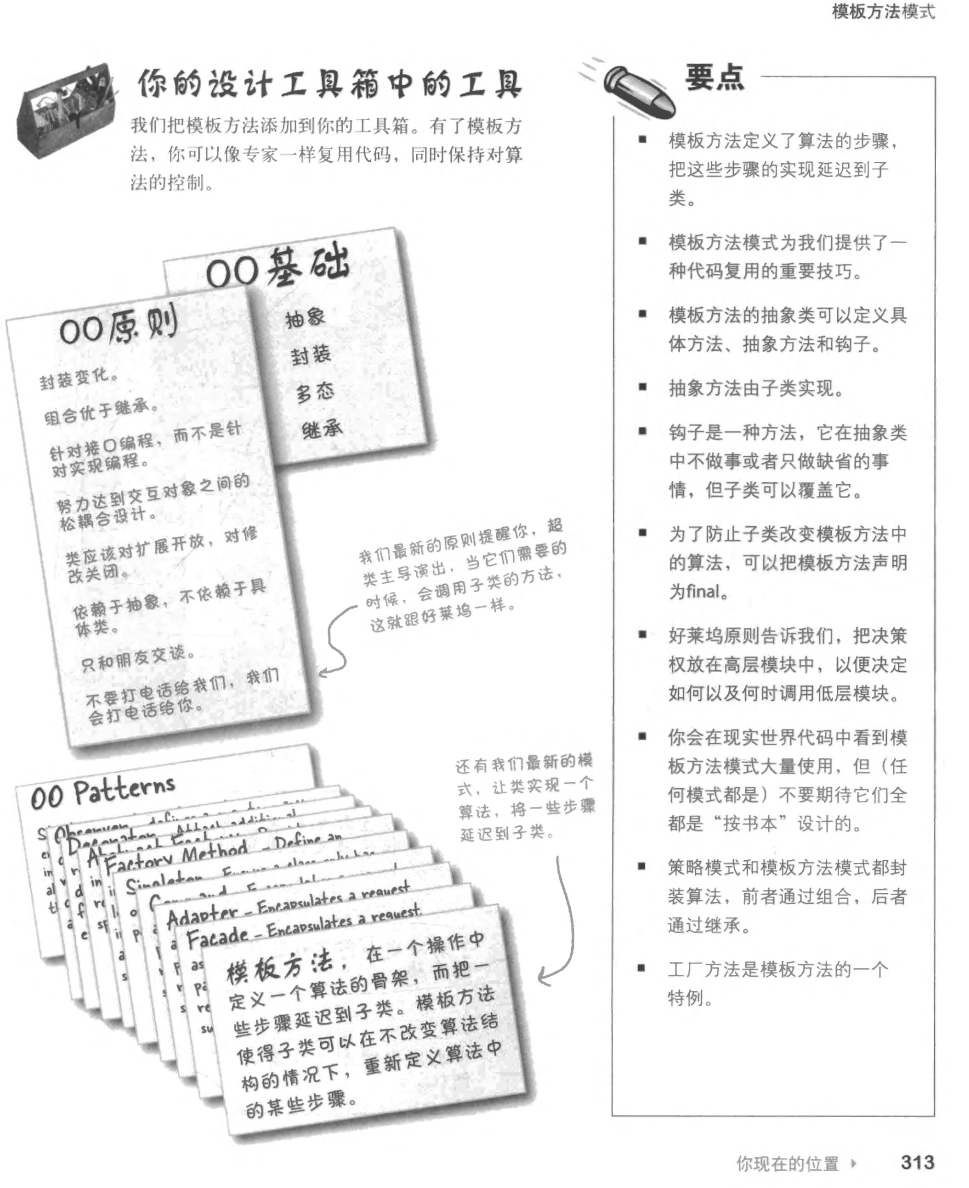 模板方法模式
你的设计工具箱中的工具
我们把模板方法添加到你的工具箱。有了模板方
法，你可以像专家一样复用代码，同时保持对算
法的控制。
OO基础
抽象
封装
多态
继承
OO原则
封装变化。
组合优于继承。
针对接口编程，而不是针
对实现编程。
努力达到交互对象之间的
松耦合设计。
类应该对扩展开放，对修
改关闭。
依赖于抽象，不依赖于具
体类。
只和朋友交谈。
不要打电话给我们，我们
会打电话给你。
我们最新的原则提醒你，超
类主导演出，当它们需要的
时候，会调用子类的方法，
这就跟好莱坞一样。
OO Patterns
Factory Method - Define an
Adapter - Encapsulates a request
Facade - Encapsulates a request
模板方法，在一个操作中
定义一个算法的骨架，而把一
些步骤延迟到子类。模板方法
使得子类可以在不改变算法结
构的情况下，重新定义算法中
的某些步骤。
还有我们最新的模
式，让类实现一个
算法，将一些步骤
延迟到子类。
要点
■ 模板方法定义了算法的步骤，
把这些步骤的实现延迟到子
类。
■ 模板方法模式为我们提供了一
种代码复用的重要技巧。
■ 模板方法的抽象类可以定义具
体方法、抽象方法和钩子。
■ 抽象方法由子类实现。
■ 钩子是一种方法，它在抽象类
中不做事或者只做缺省的事
情，但子类可以覆盖它。
■ 为了防止子类改变模板方法中
的算法，可以把模板方法声明
为final。
■ 好莱坞原则告诉我们，把决策
权放在高层模块中，以便决定
如何以及何时调用低层模块。
■ 你会在现实世界代码中看到模
板方法模式大量使用，但（任
何模式都是）不要期待它们全
都是“按书本”设计的。
■ 策略模式和模板方法模式都封
装算法，前者通过组合，后者
通过继承。
■ 工厂方法是模板方法的一个
特例。
你现在的位置 ▸ 313